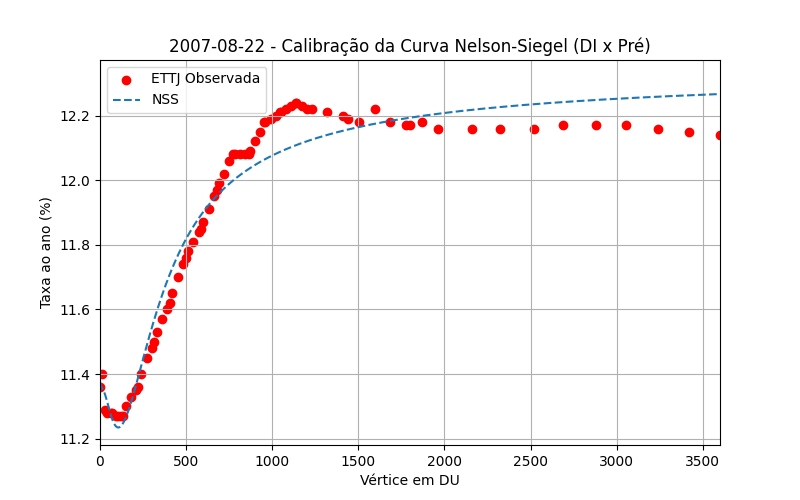 2007-08-22 - Calibração da Curva Nelson-Siegel (DI x Pré)
ETTJ Observada
NSS
Taxa ao ano (%)
12.2
12.0
11.8
11.6
11.4
11.2
0 500 1000 1500 2000 2500 3000 3500
Vértice em DU